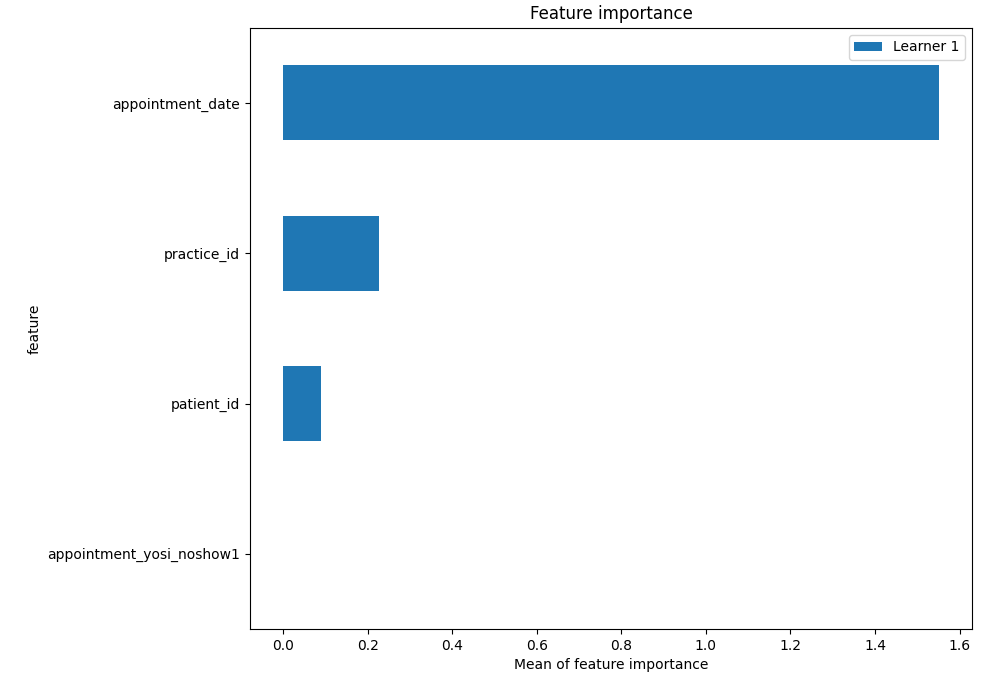 Feature importance
Learner 1
appointment_date
practice_id
patient_id
appointment_yosi_noshow1
feature
0.0 0.2 0.4 0.6 0.8 1.0 1.2 1.4 1.6
Mean of feature importance